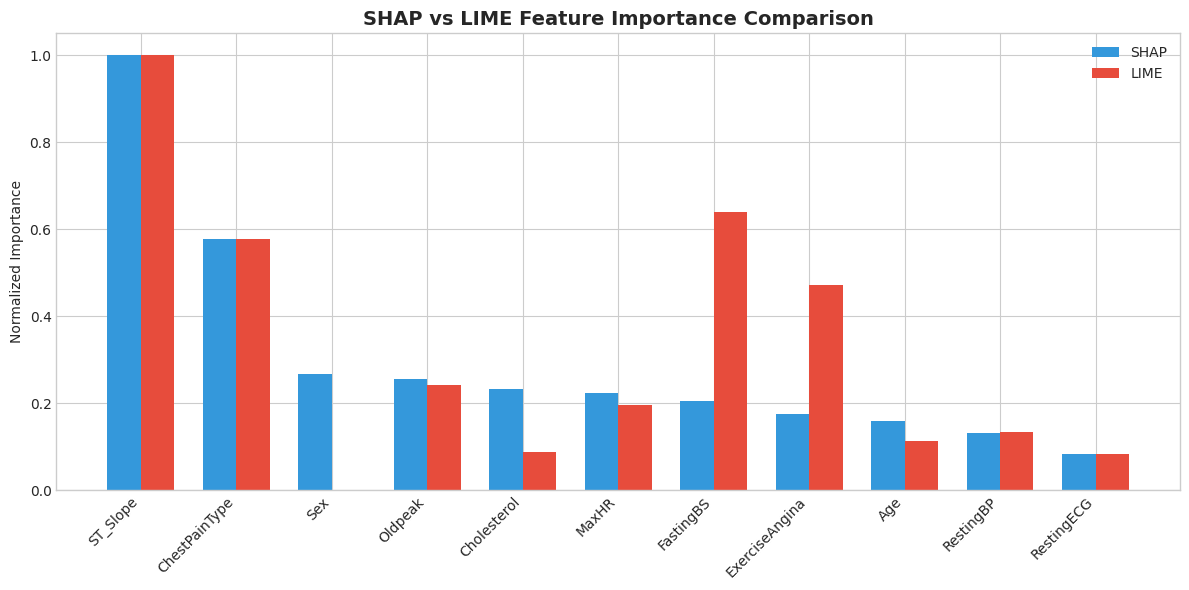 SHAP vs LIME Feature Importance Comparison
SHAP
LIME
Normalized Importance
1.0
0.8
0.6
0.4
0.2
0.0
ST_Slope
ChestPainType
Sex
Oldpeak
Cholesterol
MaxHR
FastingBS
ExerciseAngina
Age
RestingBP
RestingECG